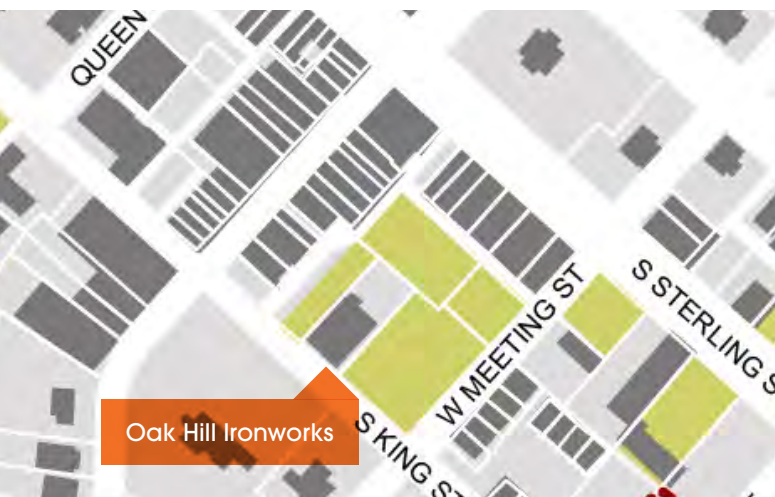 QUEEN
S STERLING S
W MEETING ST
Oak Hill Ironworks
S KING ST